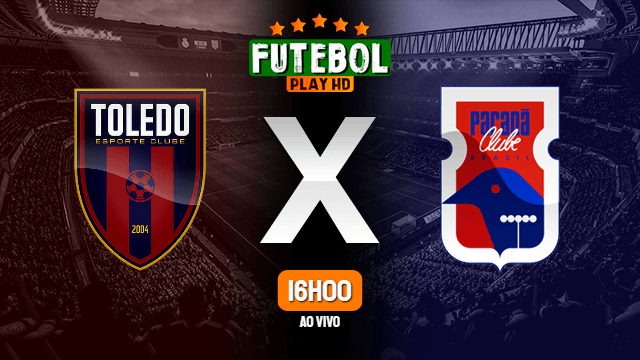 FUTEBOL
PLAY HD
TOLEDO
ESPORTE CLUBE
2004
X
Paraná
Clube
BRASIL
16H00
AO VIVO